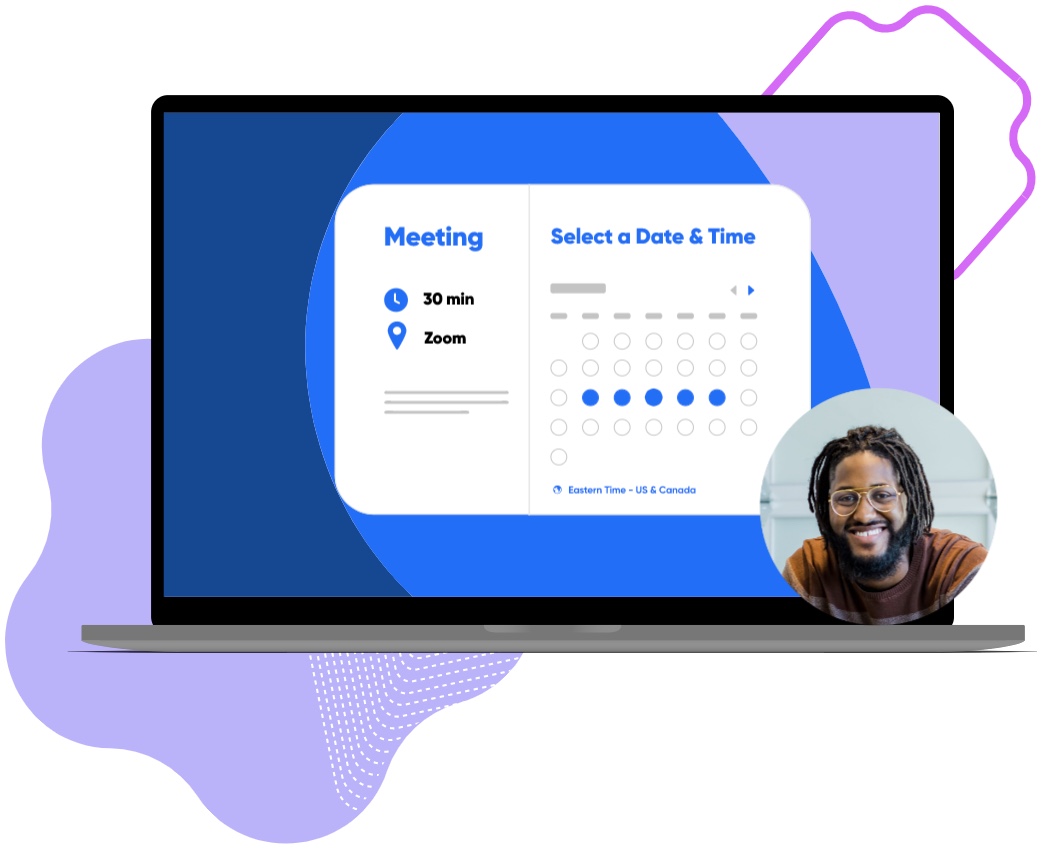 Meeting
30 min
Zoom
Select a Date & Time
Eastern Time - US & Canada